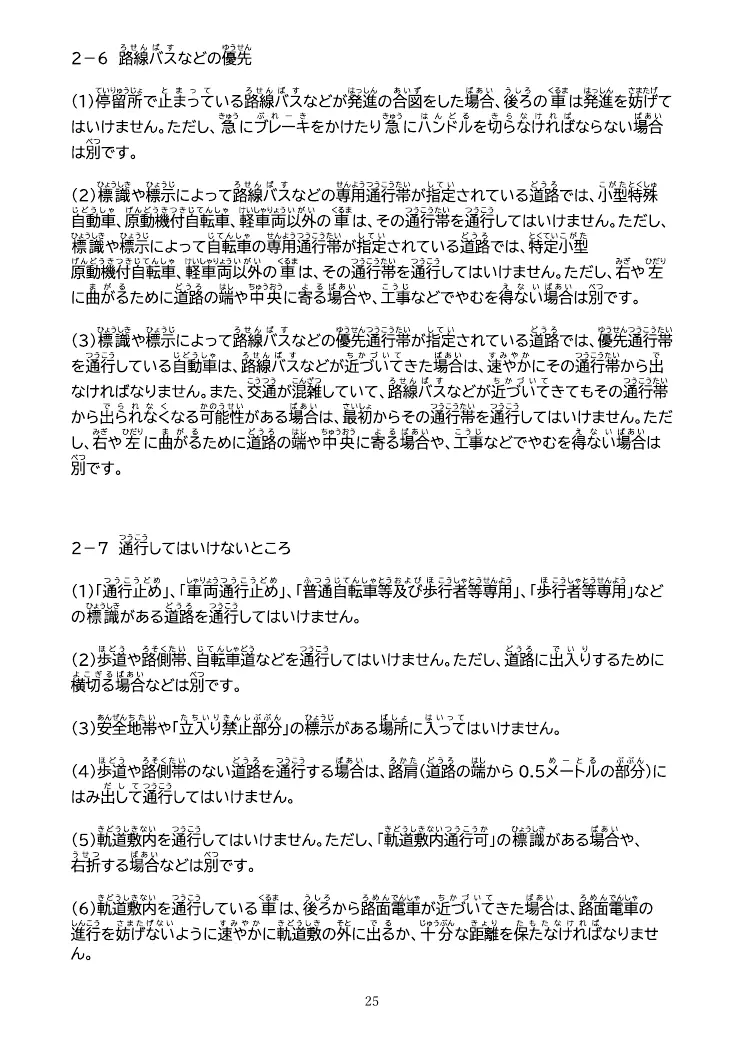 2－6 路線バスなどの優先
(1)停留所で止まっている路線バスなどが発進の合図をした場合、後ろの車は発進を妨げて
はいけません。ただし、急にブレーキをかけたり急にハンドルを切らなければならない場合
は別です。
(2)標識や標示によって路線バスなどの専用通行帯が指定されている道路では、小型特殊
自動車、原動機付自転車、軽車両以外の車は、その通行帯を通行してはいけません。ただし、
標識や標示によって自転車の専用通行帯が指定されている道路では、特定小型
原動機付自転車、軽車両以外の車は、その通行帯を通行してはいけません。ただし、右や左
に曲がるために道路の端や中央に寄る場合や、工事などでやむを得ない場合は別です。
(3)標識や標示によって路線バスなどの優先通行帯が指定されている道路では、優先通行帯
を通行している自動車は、路線バスなどが近づいてきた場合は、速やかにその通行帯から出
なければなりません。また、交通が混雑していて、路線バスなどが近づいてきてもその通行帯
から出られなくなる可能性がある場合は、最初からその通行帯を通行してはいけません。ただ
し、右や左に曲がるために道路の端や中央に寄る場合や、工事などでやむを得ない場合は
別です。
2－7 通行してはいけないところ
(1)「通行止め」、「車両通行止め」、「普通自転車等及び歩行者等専用」、「歩行者等専用」など
の標識がある道路を通行してはいけません。
(2)歩道や路側帯、自転車道などを通行してはいけません。ただし、道路に出入りするために
横切る場合などは別です。
(3)安全地帯や「立入り禁止部分」の標示がある場所に入ってはいけません。
(4)歩道や路側帯のない道路を通行する場合は、路肩(道路の端から 0.5メートルの部分)に
はみ出して通行してはいけません。
(5)軌道敷内を通行してはいけません。ただし、「軌道敷内通行可」の標識がある場合や、
右折する場合などは別です。
(6)軌道敷内を通行している車は、後ろから路面電車が近づいてきた場合は、路面電車の
進行を妨げないように速やかに軌道敷の外に出るか、十分な距離を保たなければなりませ
ん。
25